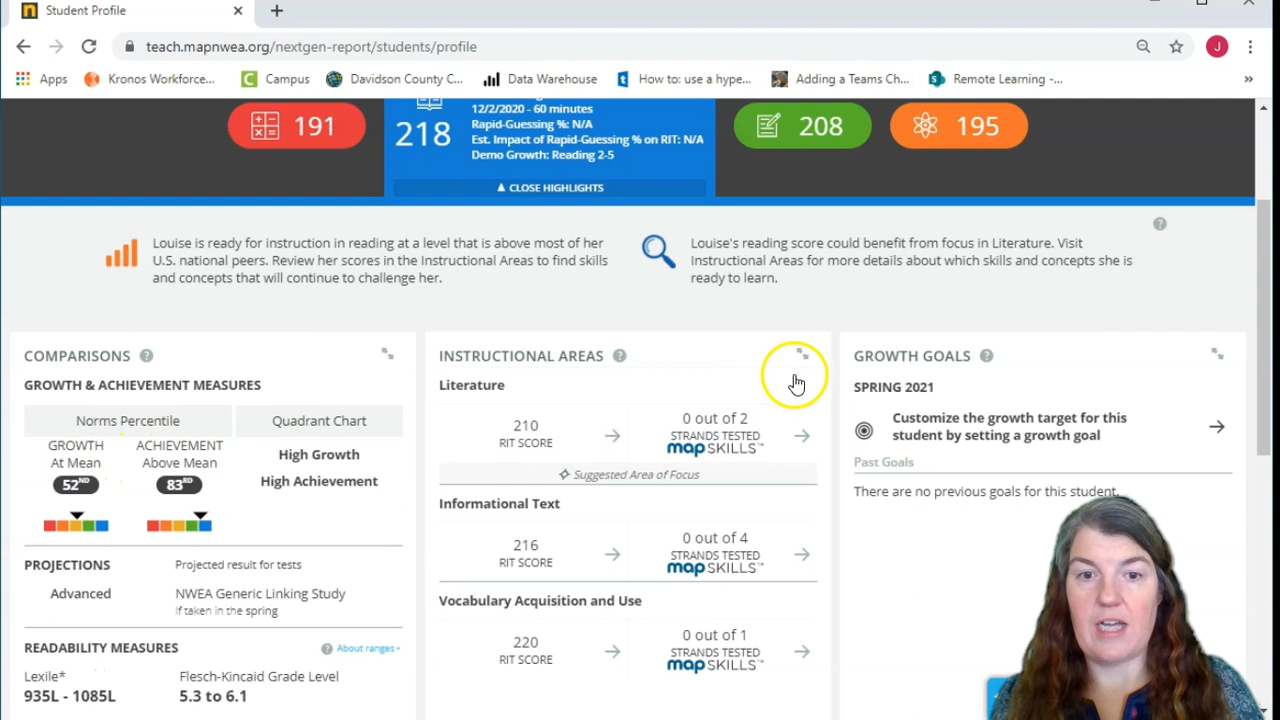 Student Profile
teach.mapnwea.org/nextgen-report/students/profile
J
Apps
Kronos Workforce...
Campus
Davidson County C...
Data Warehouse
How to: use a hype...
Adding a Teams Ch...
Remote Learning -...
191
218
12/2/2020 - 60 minutes
Rapid-Guessing %: N/A
Est. Impact of Rapid-Guessing % on RIT: N/A
Demo Growth: Reading 2-5
CLOSE HIGHLIGHTS
208
195
Louise is ready for instruction in reading at a level that is above most of her
U.S. national peers. Review her scores in the Instructional Areas to find skills
and concepts that will continue to challenge her.
Louise's reading score could benefit from focus in Literature. Visit
Instructional Areas for more details about which skills and concepts she is
ready to learn.
COMPARISONS
GROWTH & ACHIEVEMENT MEASURES
Norms Percentile
Quadrant Chart
GROWTH
At Mean
52ND
ACHIEVEMENT
Above Mean
83RD
High Growth
High Achievement
PROJECTIONS
Projected result for tests
Advanced
NWEA Generic Linking Study
If taken in the spring
READABILITY MEASURES
About ranges
Lexile*
935L - 1085L
Flesch-Kincaid Grade Level
5.3 to 6.1
INSTRUCTIONAL AREAS
Literature
210
RIT SCORE
0 out of 2
STRANDS TESTED
map SKILLS™
Suggested Area of Focus
Informational Text
216
RIT SCORE
0 out of 4
STRANDS TESTED
map SKILLS™
Vocabulary Acquisition and Use
220
RIT SCORE
0 out of 1
STRANDS TESTED
map SKILLS™
GROWTH GOALS
SPRING 2021
Customize the growth target for this
student by setting a growth goal
Past Goals
There are no previous goals for this student.